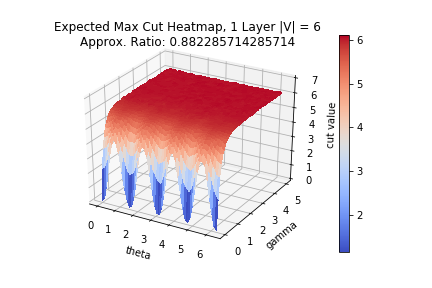 Expected Max Cut Heatmap, 1 Layer |V| = 6
Approx. Ratio: 0.882285714285714
0 1 2 3 4 5 6
theta
0 1 2 3 4 5
gamma
0 1 2 3 4 5 6 7
cut value
6
5
4
3
2